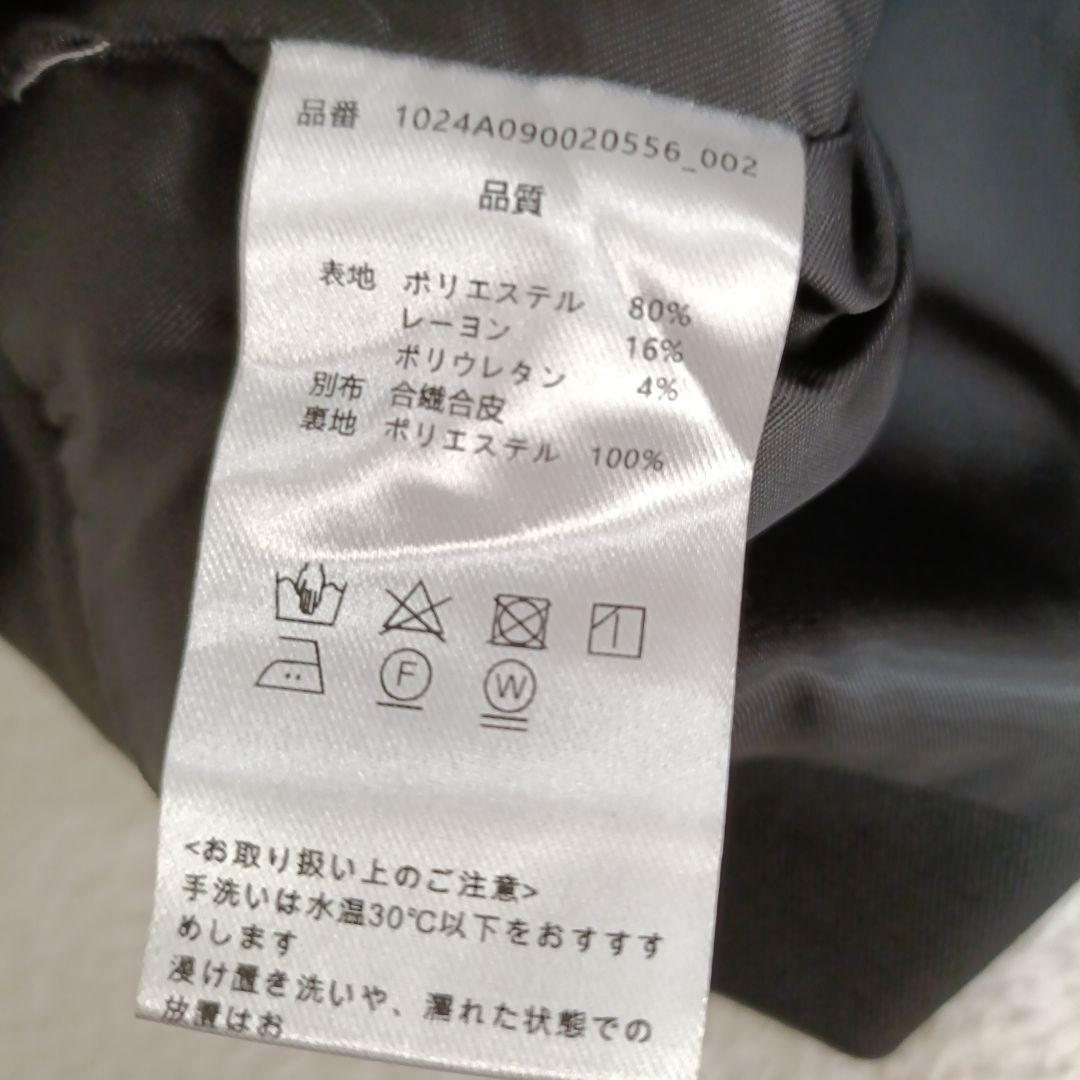 品番 1024A090020556_002
品質
表地 ポリエステル 80%
レーヨン 16%
ポリウレタン 4%
別布 合繊合皮
裏地 ポリエステル 100%
F W
<お取り扱い上のご注意>
手洗いは水温30℃以下をおすすす
めします
浸け置き洗いや、濡れた状態での
放置はお